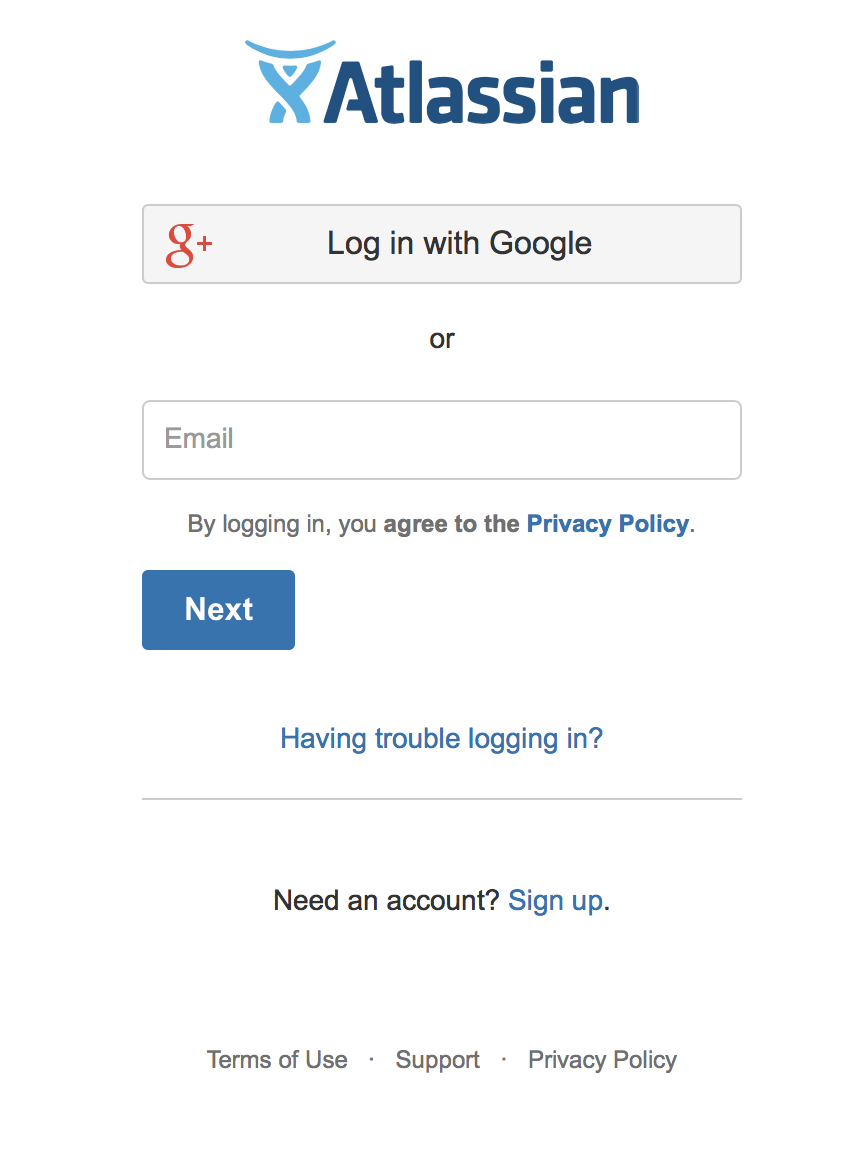 Atlassian
g+ Log in with Google
or
Email
By logging in, you agree to the Privacy Policy.
Next
Having trouble logging in?
Need an account? Sign up.
Terms of Use · Support · Privacy Policy